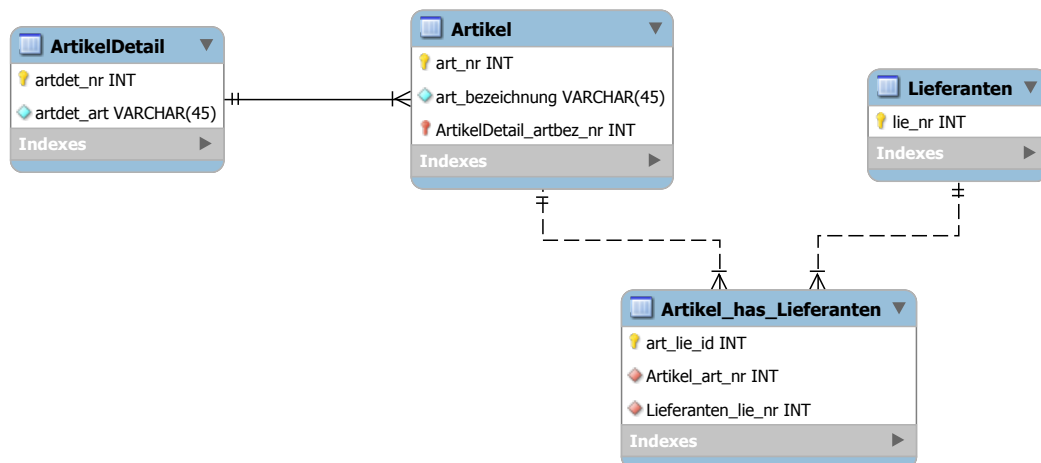 ArtikelDetail
artdet_nr INT
artdet_art VARCHAR(45)
Indexes
Artikel
art_nr INT
art_bezeichnung VARCHAR(45)
ArtikelDetail_artbez_nr INT
Indexes
Lieferanten
lie_nr INT
Indexes
Artikel_has_Lieferanten
art_lie_id INT
Artikel_art_nr INT
Lieferanten_lie_nr INT
Indexes